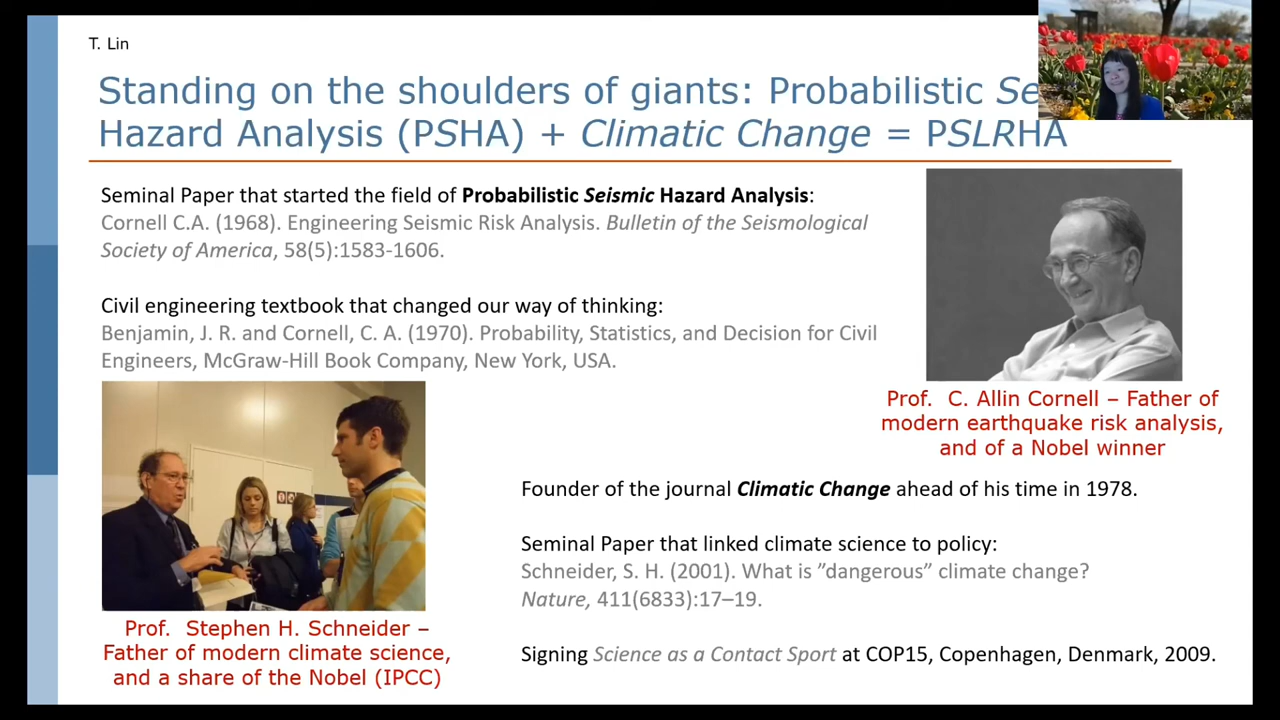 T. Lin
Standing on the shoulders of giants: Probabilistic Se
Hazard Analysis (PSHA) + Climatic Change = PSLRHA
Seminal Paper that started the field of Probabilistic Seismic Hazard Analysis:
Cornell C.A. (1968). Engineering Seismic Risk Analysis. Bulletin of the Seismological
Society of America, 58(5):1583-1606.
Civil engineering textbook that changed our way of thinking:
Benjamin, J. R. and Cornell, C. A. (1970). Probability, Statistics, and Decision for Civil
Engineers, McGraw-Hill Book Company, New York, USA.
Prof. C. Allin Cornell – Father of
modern earthquake risk analysis,
and of a Nobel winner
Founder of the journal Climatic Change ahead of his time in 1978.
Seminal Paper that linked climate science to policy:
Schneider, S. H. (2001). What is ”dangerous” climate change?
Nature, 411(6833):17–19.
Prof. Stephen H. Schneider –
Father of modern climate science,
and a share of the Nobel (IPCC)
Signing Science as a Contact Sport at COP15, Copenhagen, Denmark, 2009.